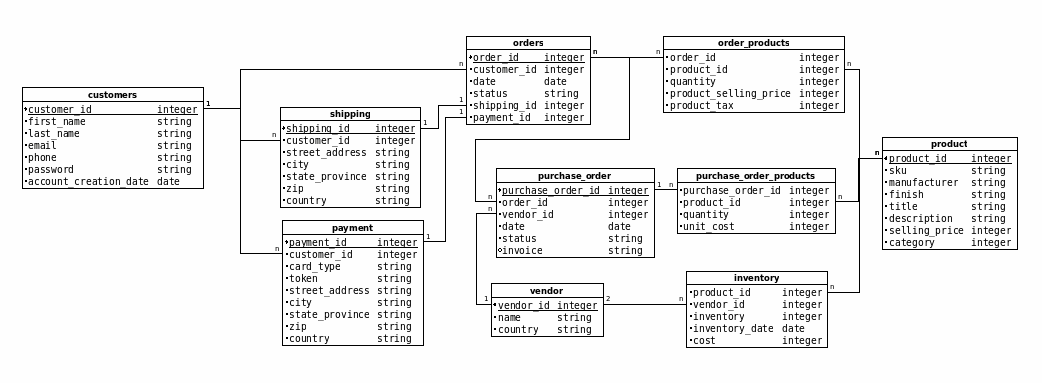 customers
customer_id integer
first_name string
last_name string
email string
phone string
password string
account_creation_date date
1
n
n
n
shipping
shipping_id integer
customer_id integer
street_address string
city string
state_province string
zip string
country string
1
payment
payment_id integer
customer_id integer
card_type string
token string
street_address string
city string
state_province string
zip string
country string
1
orders
order_id integer
customer_id integer
date date
status string
shipping_id integer
payment_id integer
1
1
n
n
order_products
order_id integer
product_id integer
quantity integer
product_selling_price integer
product_tax integer
n
purchase_order
purchase_order_id integer
order_id integer
vendor_id integer
date date
status string
invoice string
n
n
1
n
purchase_order_products
purchase_order_id integer
product_id integer
quantity integer
unit_cost integer
n
vendor
vendor_id integer
name string
country string
1
2
n
inventory
product_id integer
vendor_id integer
inventory integer
inventory_date date
cost integer
n
n
product
product_id integer
sku string
manufacturer string
finish string
title string
description string
selling_price integer
category integer